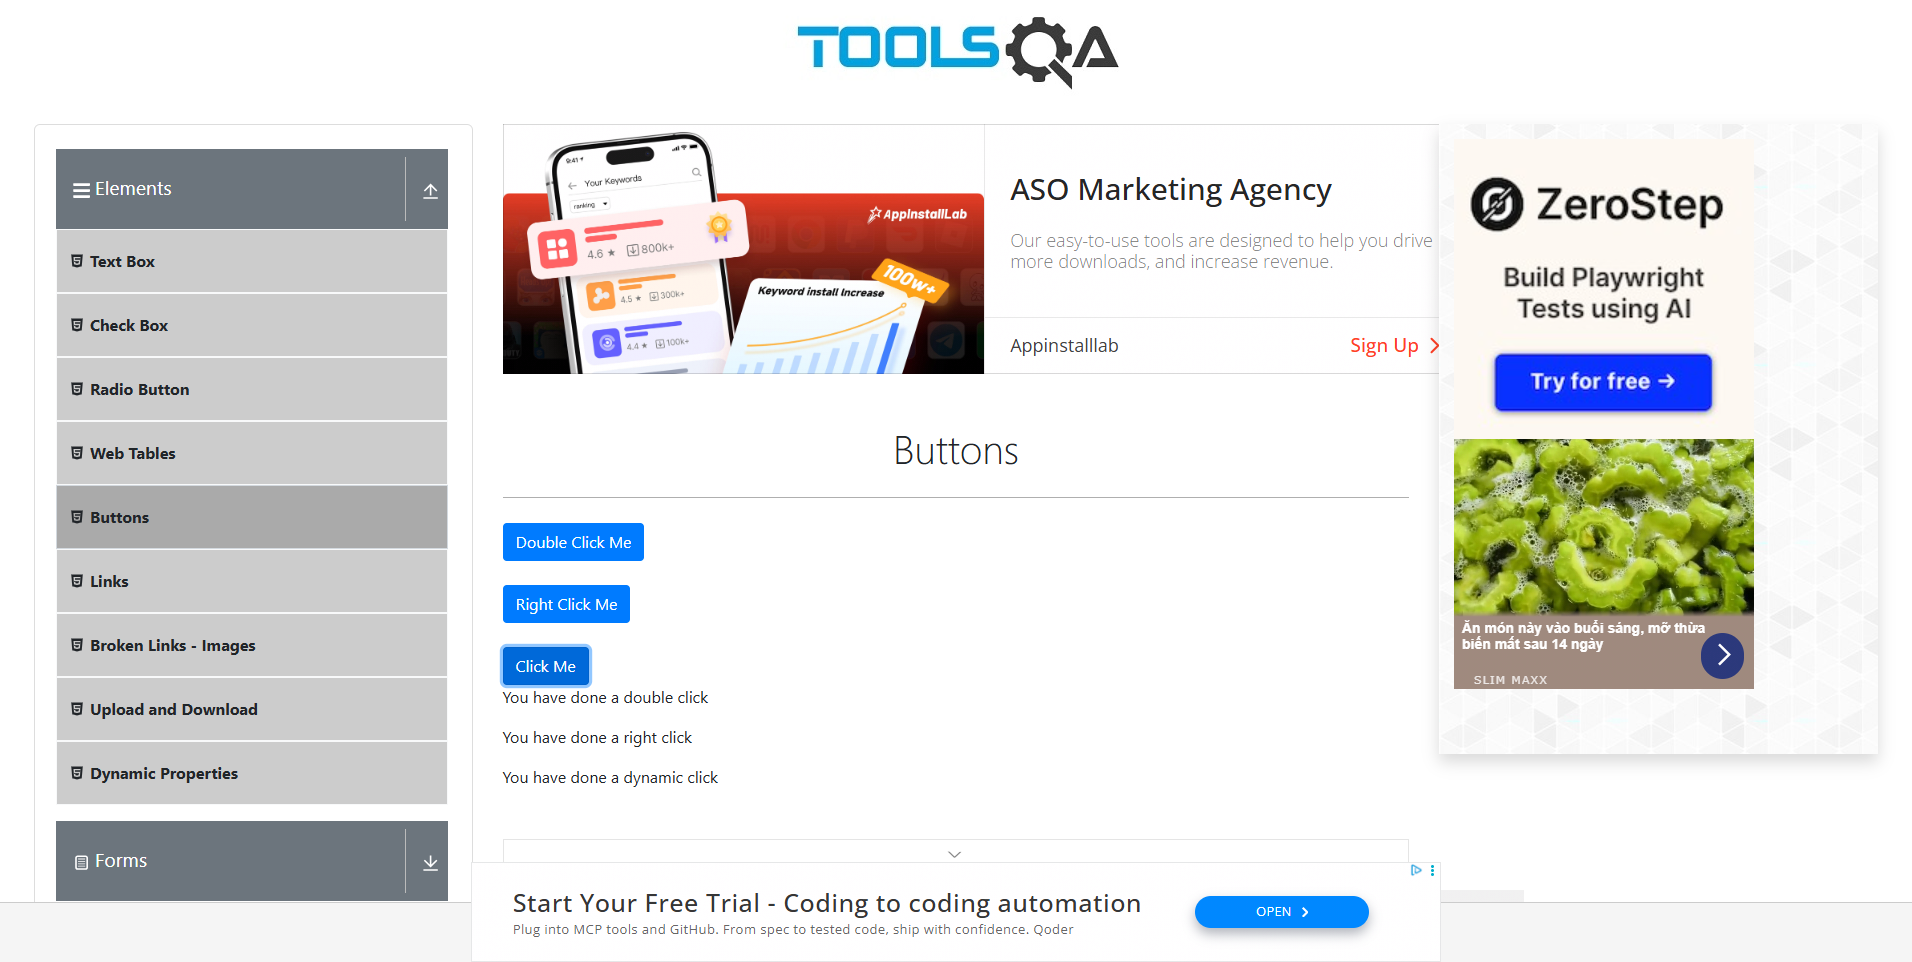 TOOLSQA
Elements
Text Box
Check Box
Radio Button
Web Tables
Buttons
Links
Broken Links - Images
Upload and Download
Dynamic Properties
Forms
9:41
Your Keywords
ranking
4.6 ★ 800k+
4.5 ★ 300k+
4.4 ★ 100k+
AppInstallLab
100w+
Keyword install Increase
ASO Marketing Agency
Our easy-to-use tools are designed to help you drive
more downloads, and increase revenue.
Appinstalllab
Sign Up
Buttons
Double Click Me
Right Click Me
Click Me
You have done a double click
You have done a right click
You have done a dynamic click
ZeroStep
Build Playwright
Tests using AI
Try for free →
Ăn món này vào buổi sáng, mỡ thừa
biến mất sau 14 ngày
SLIM MAXX
Start Your Free Trial - Coding to coding automation
Plug into MCP tools and GitHub. From spec to tested code, ship with confidence. Qoder
OPEN